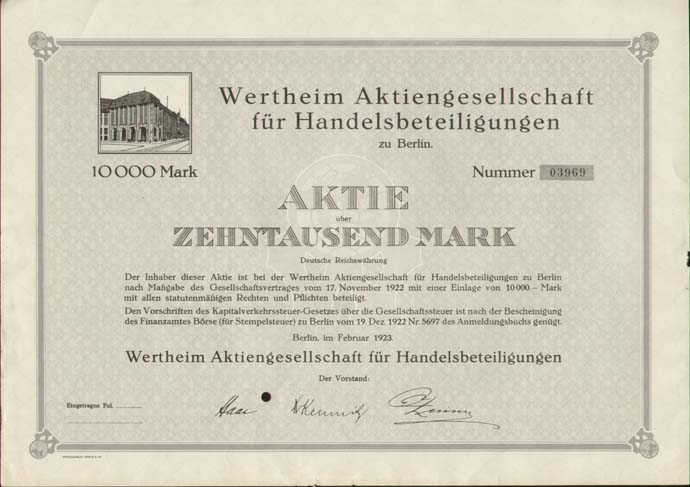 Wertheim Aktiengesellschaft
für Handelsbeteiligungen
zu Berlin.
10000 Mark
Nummer 03969
AKTIE
über
ZEHNTAUSEND MARK
Deutsche Reichswährung
Der Inhaber dieser Aktie ist bei der Wertheim Aktiengesellschaft für Handelsbeteiligungen zu Berlin
nach Maßgabe des Gesellschaftsvertrages vom 17. November 1922 mit einer Einlage von 10000.— Mark
mit allen statutenmäßigen Rechten und Pflichten beteiligt.
Den Vorschriften des Kapitalverkehrssteuer-Gesetzes über die Gesellschaftssteuer ist nach der Bescheinigung
des Finanzamtes Börse (für Stempelsteuer) zu Berlin vom 19. Dez. 1922 Nr. 5697 des Anmeldungsbuchs genügt.
Berlin, im Februar 1923.
Wertheim Aktiengesellschaft für Handelsbeteiligungen
Der Vorstand:
Eingetragen Fol.